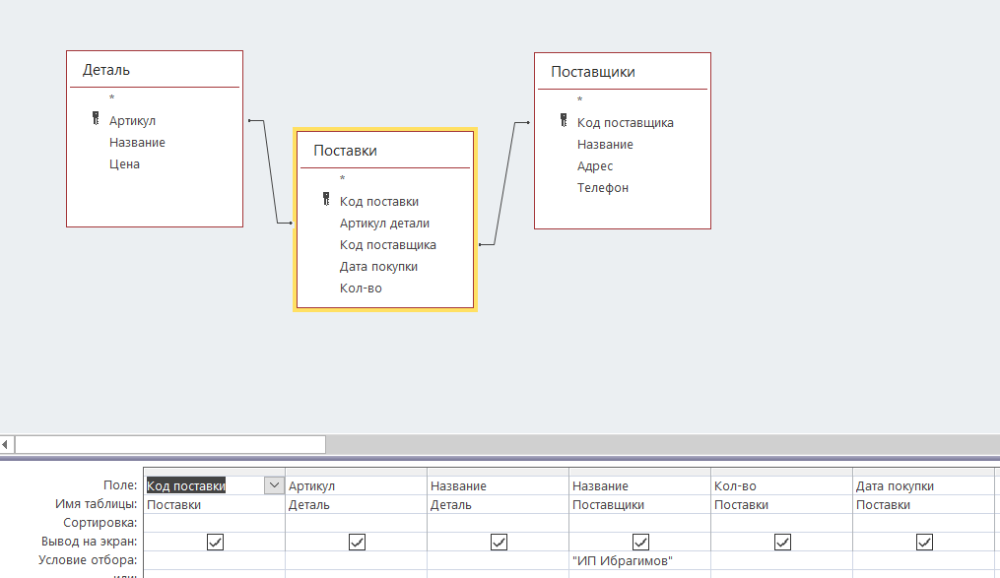 Деталь
*
Артикул
Название
Цена
Поставки
*
Код поставки
Артикул детали
Код поставщика
Дата покупки
Кол-во
Поставщики
*
Код поставщика
Название
Адрес
Телефон
Поле: Код поставки Артикул Название Название Кол-во Дата покупки
Имя таблицы: Поставки Деталь Деталь Поставщики Поставки Поставки
Сортировка:
Вывод на экран:
Условие отбора: "ИП Ибрагимов"
или: